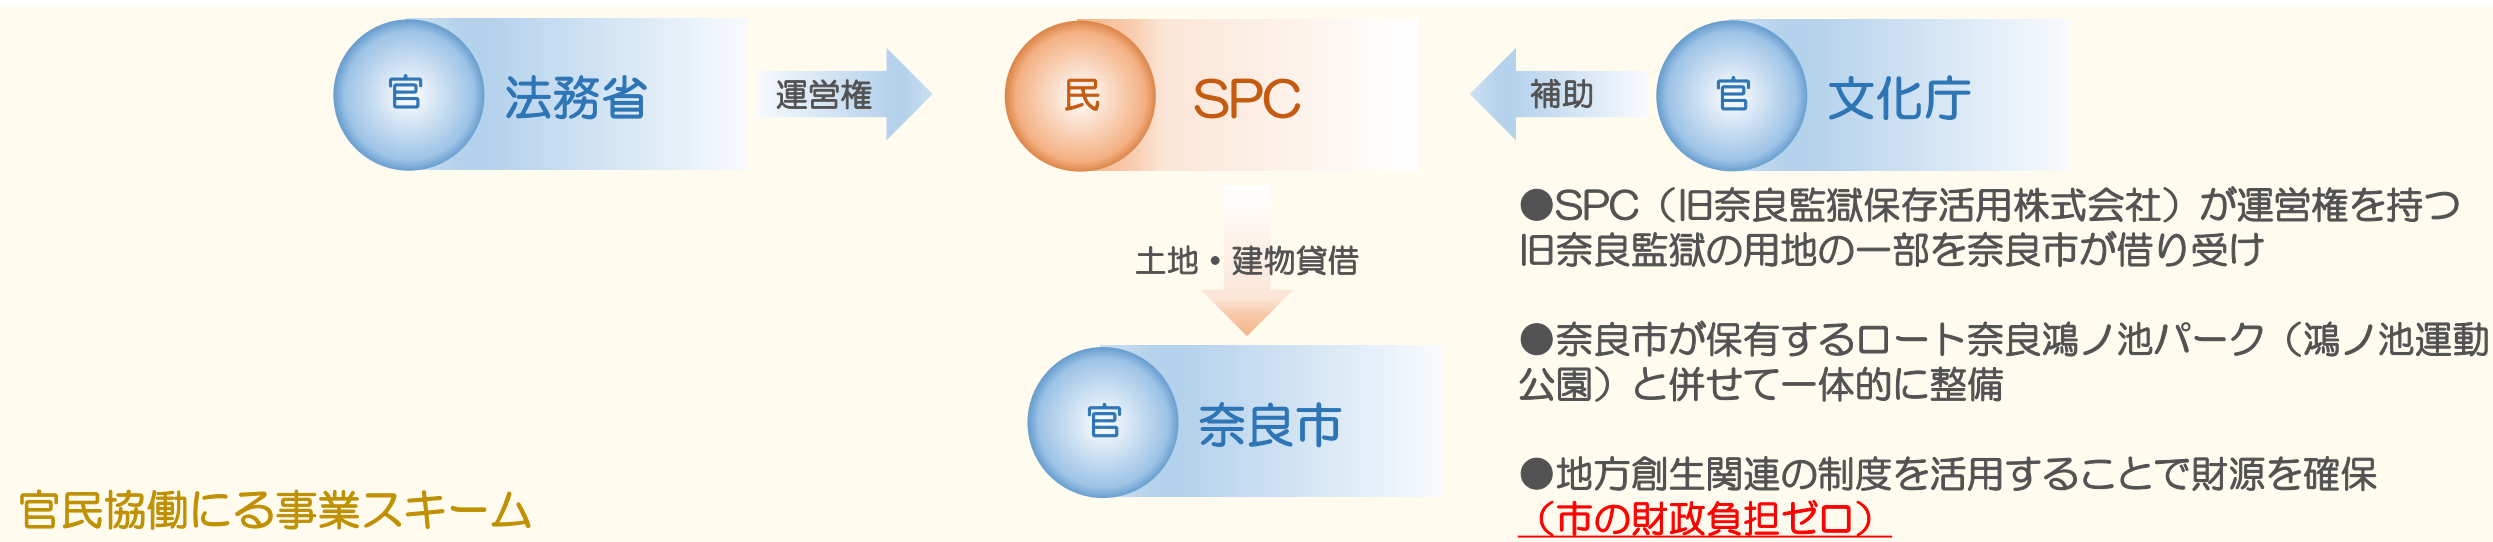 官 法務省
運営権
民 SPC
補助
官 文化庁
土地・建物賃借
官 奈良市
●SPC（旧奈良監獄保存活用株式会社）が運営権を持つ
旧奈良監獄の用地の一部を奈良市が借り受け
●奈良市が保有するロート奈良鴻ノ池パーク（鴻ノ池運動
公園）と併せて一体的に整備
●地方創生関連の制度を活用することで財源を確保
（市の財政負担ゼロ）
官民協働による事業スキーム